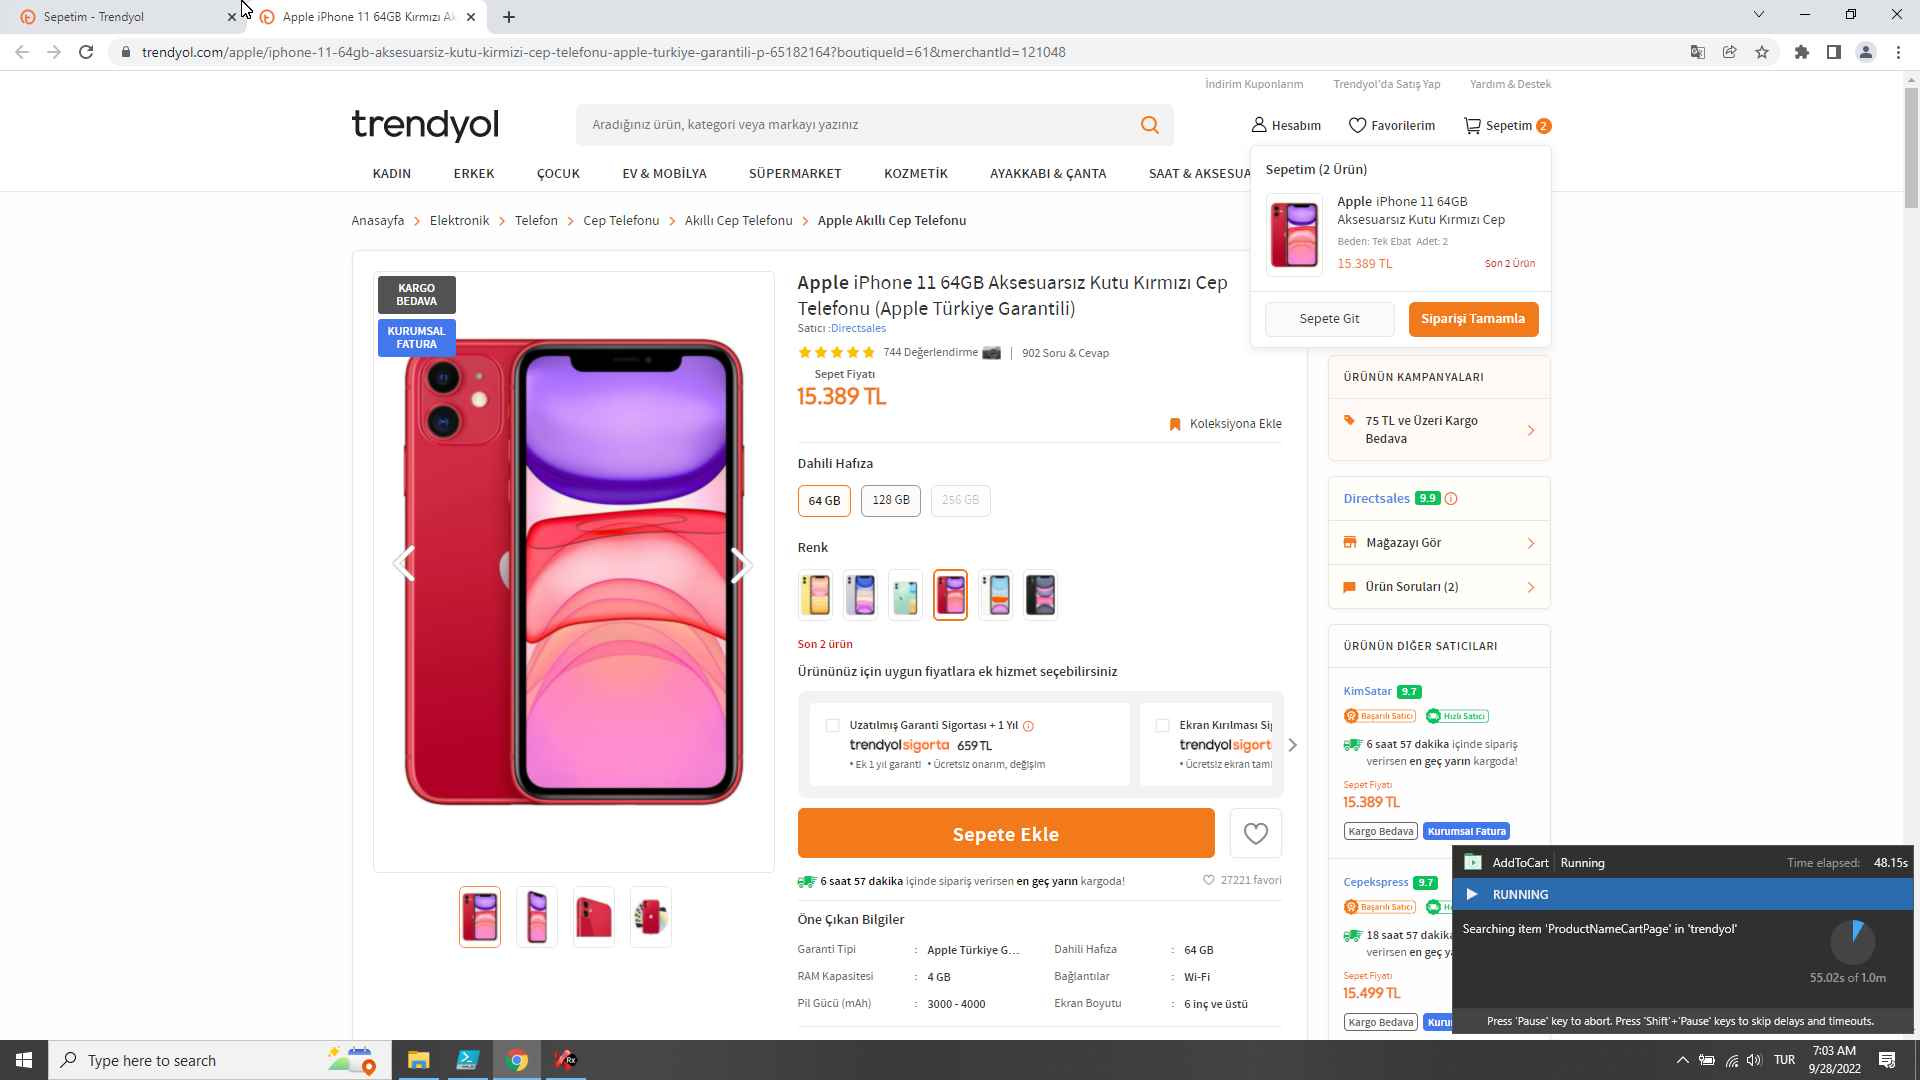 Sepetim - Trendyol
Apple iPhone 11 64GB Kırmızı Ak
trendyol.com/apple/iphone-11-64gb-aksesuarsiz-kutu-kirmizi-cep-telefonu-apple-turkiye-garantili-p-65182164?boutiqueId=61&merchantId=121048
İndirim Kuponlarım
Trendyol'da Satış Yap
Yardım & Destek
trendyol
Aradığınız ürün, kategori veya markayı yazınız
Hesabım
Favorilerim
Sepetim 2
KADIN
ERKEK
ÇOCUK
EV & MOBİLYA
SÜPERMARKET
KOZMETİK
AYAKKABI & ÇANTA
SAAT & AKSESUA
Sepetim (2 Ürün)
Apple iPhone 11 64GB
Aksesuarsız Kutu Kırmızı Cep
Beden: Tek Ebat Adet: 2
15.389 TL
Son 2 Ürün
Sepete Git
Siparişi Tamamla
Anasayfa
Elektronik
Telefon
Cep Telefonu
Akıllı Cep Telefonu
Apple Akıllı Cep Telefonu
KARGO
BEDAVA
KURUMSAL
FATURA
Apple iPhone 11 64GB Aksesuarsız Kutu Kırmızı Cep
Telefonu (Apple Türkiye Garantili)
Satıcı :Directsales
744 Değerlendirme
| 902 Soru & Cevap
Sepet Fiyatı
15.389 TL
Koleksiyona Ekle
Dahili Hafıza
64 GB
128 GB
256 GB
Renk
Son 2 ürün
Ürününüz için uygun fiyatlara ek hizmet seçebilirsiniz
Uzatılmış Garanti Sigortası + 1 Yıl
trendyolsigorta 659 TL
• Ek 1 yıl garanti • Ücretsiz onarım, değişim
Ekran Kırılması Sig
trendyolsigort
• Ücretsiz ekran tami
Sepete Ekle
6 saat 57 dakika içinde sipariş verirsen en geç yarın kargoda!
27221 favori
Öne Çıkan Bilgiler
Garanti Tipi : Apple Türkiye G...
Dahili Hafıza : 64 GB
RAM Kapasitesi : 4 GB
Bağlantılar : Wi-Fi
Pil Gücü (mAh) : 3000 - 4000
Ekran Boyutu : 6 inç ve üstü
ÜRÜNÜN KAMPANYALARI
75 TL ve Üzeri Kargo
Bedava
Directsales 9.9
Mağazayı Gör
Ürün Soruları (2)
ÜRÜNÜN DİĞER SATICILARI
KimSatar 9.7
Başarılı Satıcı
Hızlı Satıcı
6 saat 57 dakika içinde sipariş
verirsen en geç yarın kargoda!
Sepet Fiyatı
15.389 TL
Kargo Bedava
Kurumsal Fatura
Cepekspress 9.7
Başarılı Satıcı
18 saat 57 dakika
verirsen en geç y
Sepet Fiyatı
15.499 TL
Kargo Bedava
Kuru
AddToCart
Running
Time elapsed: 48.15s
RUNNING
Searching item 'ProductNameCartPage' in 'trendyol'
55.02s of 1.0m
Press 'Pause' key to abort. Press 'Shift'+'Pause' keys to skip delays and timeouts.
Type here to search
Rx
TUR
7:03 AM
9/28/2022